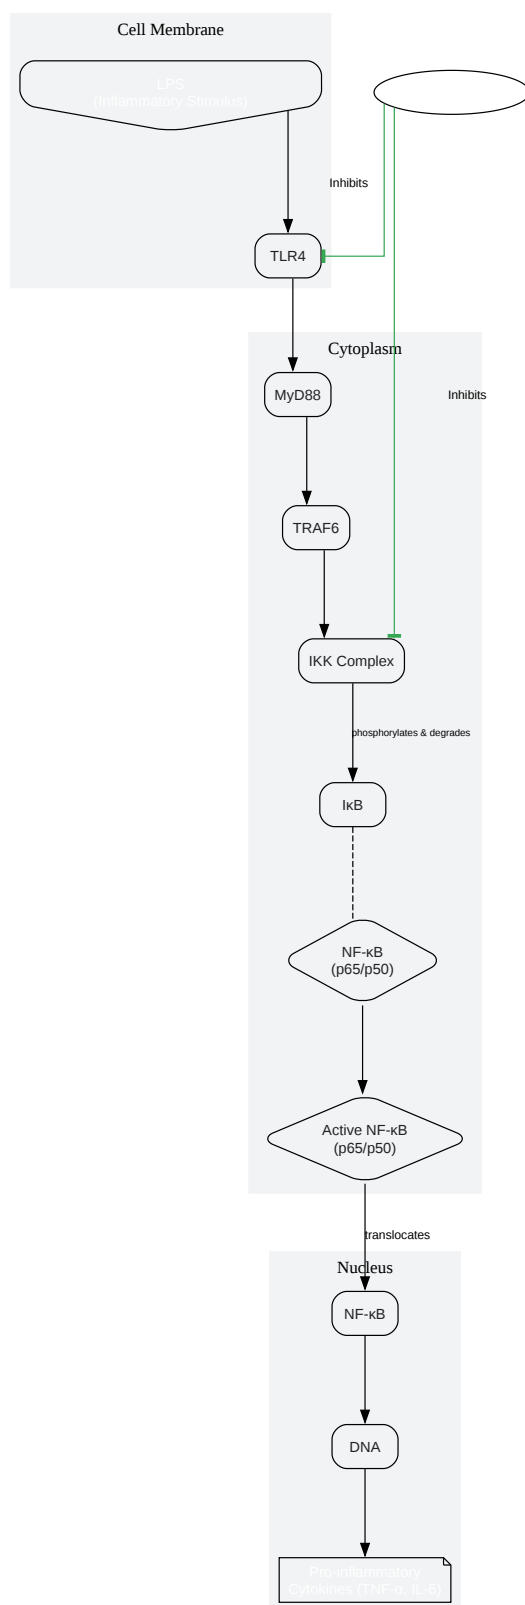 Cell Membrane
LPS
(Inflammatory Stimulus)
Inhibits
TLR4
Cytoplasm
MyD88
Inhibits
TRAF6
IKK Complex
phosphorylates & degrades
IκB
NF-κB
(p65/p50)
Active NF-κB
(p65/p50)
translocates
Nucleus
NF-κB
DNA
Pro-inflammatory
Cytokines (TNF-α, IL-6)